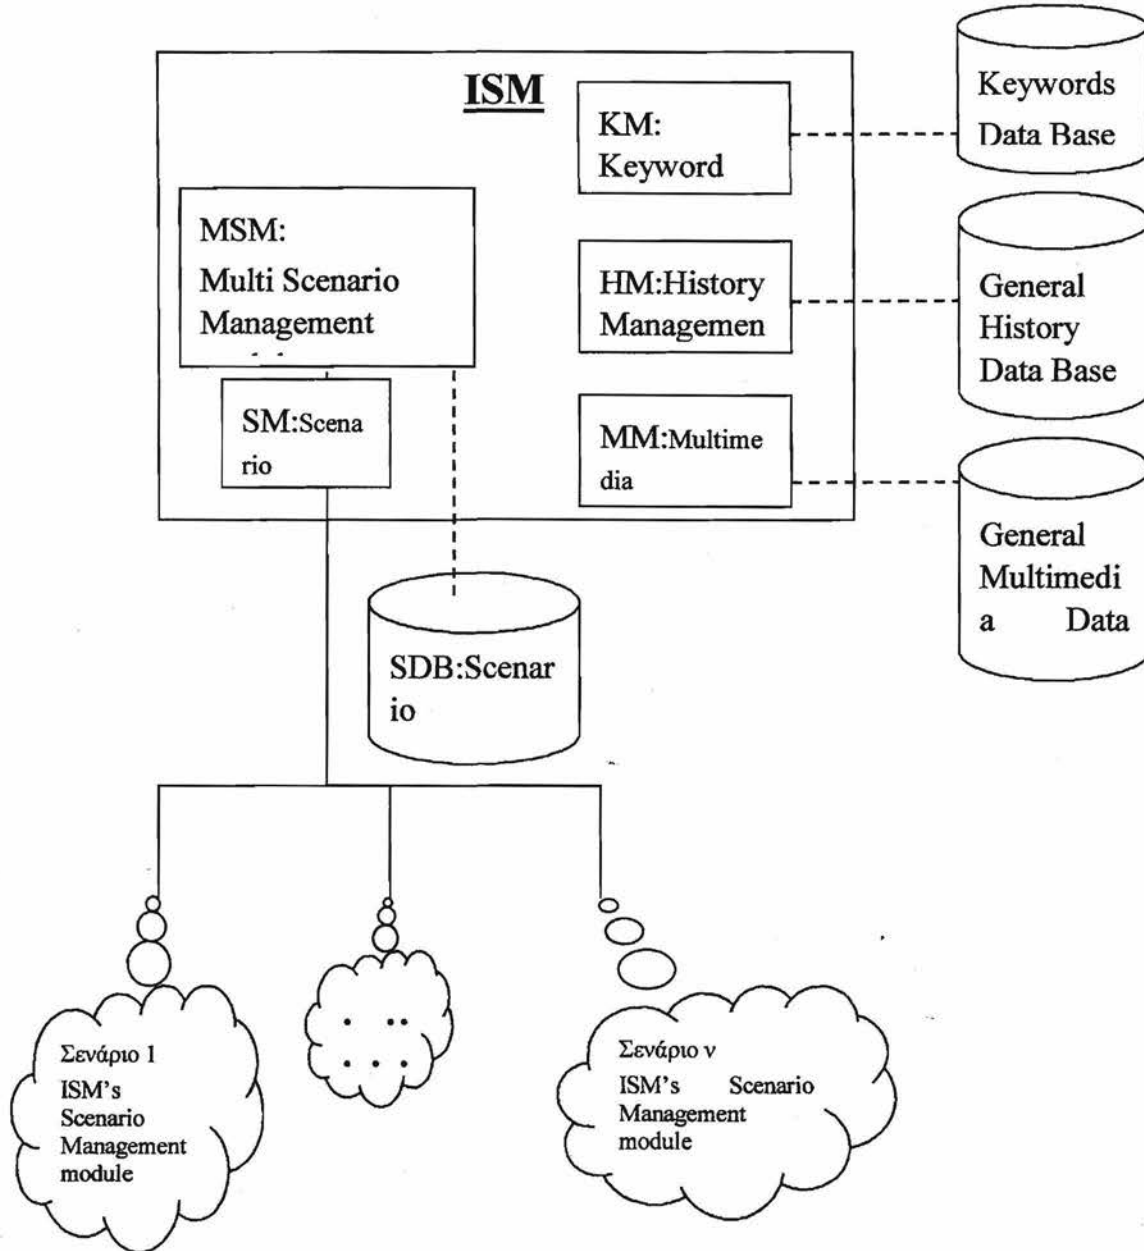 ISM
KM:
Keyword
MSM:
Multi Scenario
Management
HM:History
Managemen
SM:Scena
rio
MM:Multime
dia
Keywords
Data Base
General
History
Data Base
General
Multimedi
a Data
SDB:Scenar
io
Σενάριο 1
ISM's
Scenario
Management
module
. ..
. . .
Σενάριο ν
ISM's Scenario
Management
module